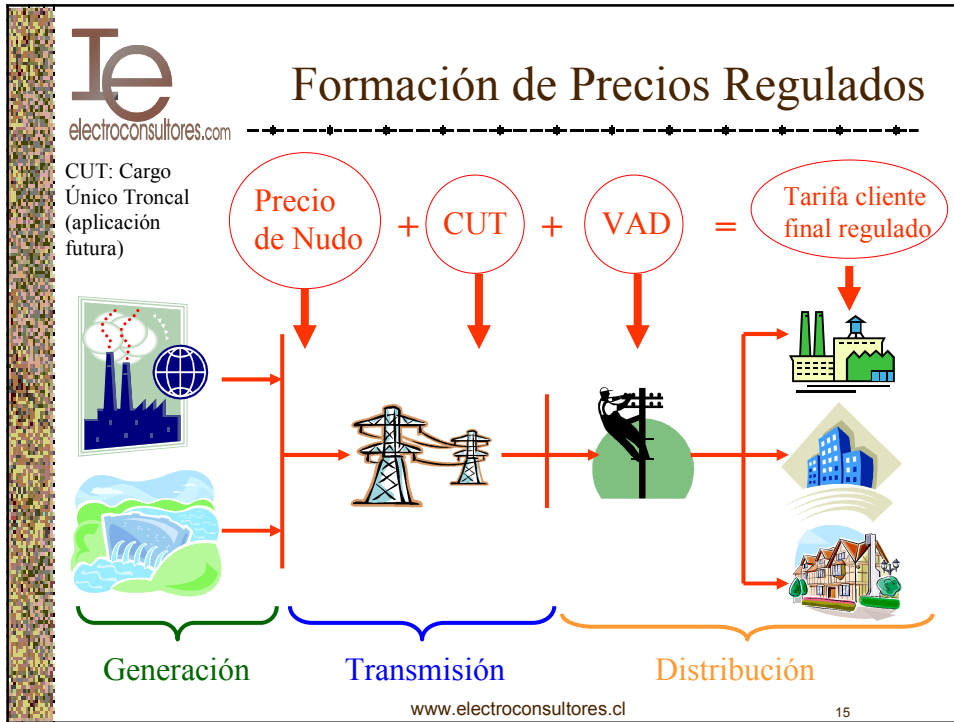 Ie
electroconsultores.com
Formación de Precios Regulados
CUT: Cargo
Único Troncal
(aplicación
futura)
Precio
de Nudo
+
CUT
+
VAD
=
Tarifa cliente
final regulado
Generación
Transmisión
Distribución
www.electroconsultores.cl
15